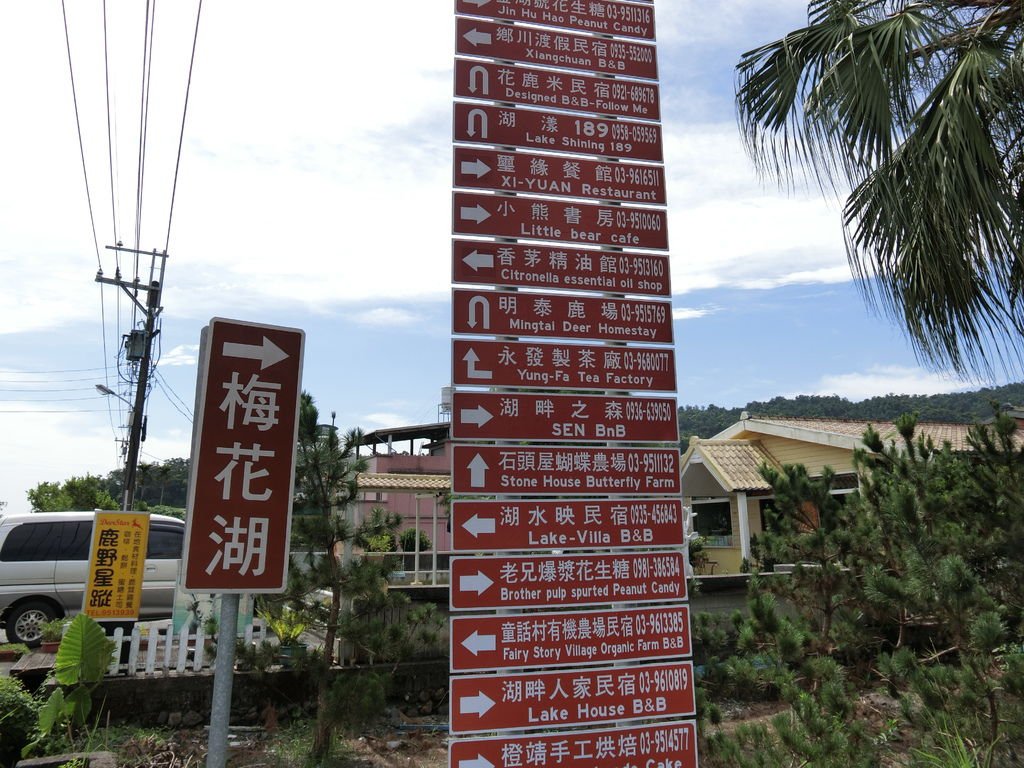 金湖號花生糖 03-9511316
Jin Hu Hao Peanut Candy
鄉川渡假民宿 0935-552000
Xiangchuan B&B
花鹿米民宿 0921-689678
Designed B&B-Follow Me
湖漾 189 0958-059569
Lake Shining 189
璽緣餐館 03-9616511
XI-YUAN Restaurant
小熊書房 03-9510060
Little bear cafe
香茅精油館 03-9513160
Citronella essential oil shop
明泰鹿場 03-9515769
Mingtai Deer Homestay
永發製茶廠 03-9680077
Yung-Fa Tea Factory
湖畔之森 0936-639050
SEN BnB
石頭屋蝴蝶農場 03-9511132
Stone House Butterfly Farm
湖水映民宿 0935-456843
Lake-Villa B&B
老兄爆漿花生糖 0981-386584
Brother pulp spurted Peanut Candy
童話村有機農場民宿 03-9613385
Fairy Story Village Organic Farm B&B
湖畔人家民宿 03-9610819
Lake House B&B
橙靖手工烘焙 03-9514577
Cake
梅花湖
DeerStar
鹿野星蹤
TEL:9513939